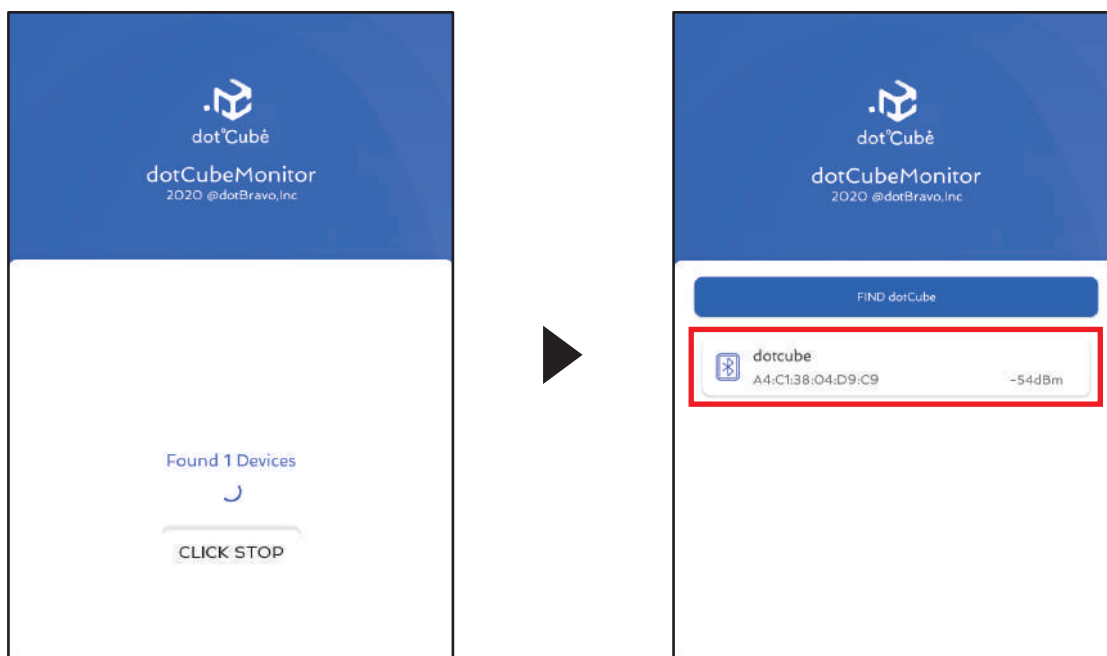 dot°Cubė
dotCubeMonitor
2020 @dotBravo,Inc
Found 1 Devices
CLICK STOP
dot°Cubė
dotCubeMonitor
2020 @dotBravo,Inc
FIND dotCube
dotcube
A4:C1:38:04:D9:C9
-54dBm